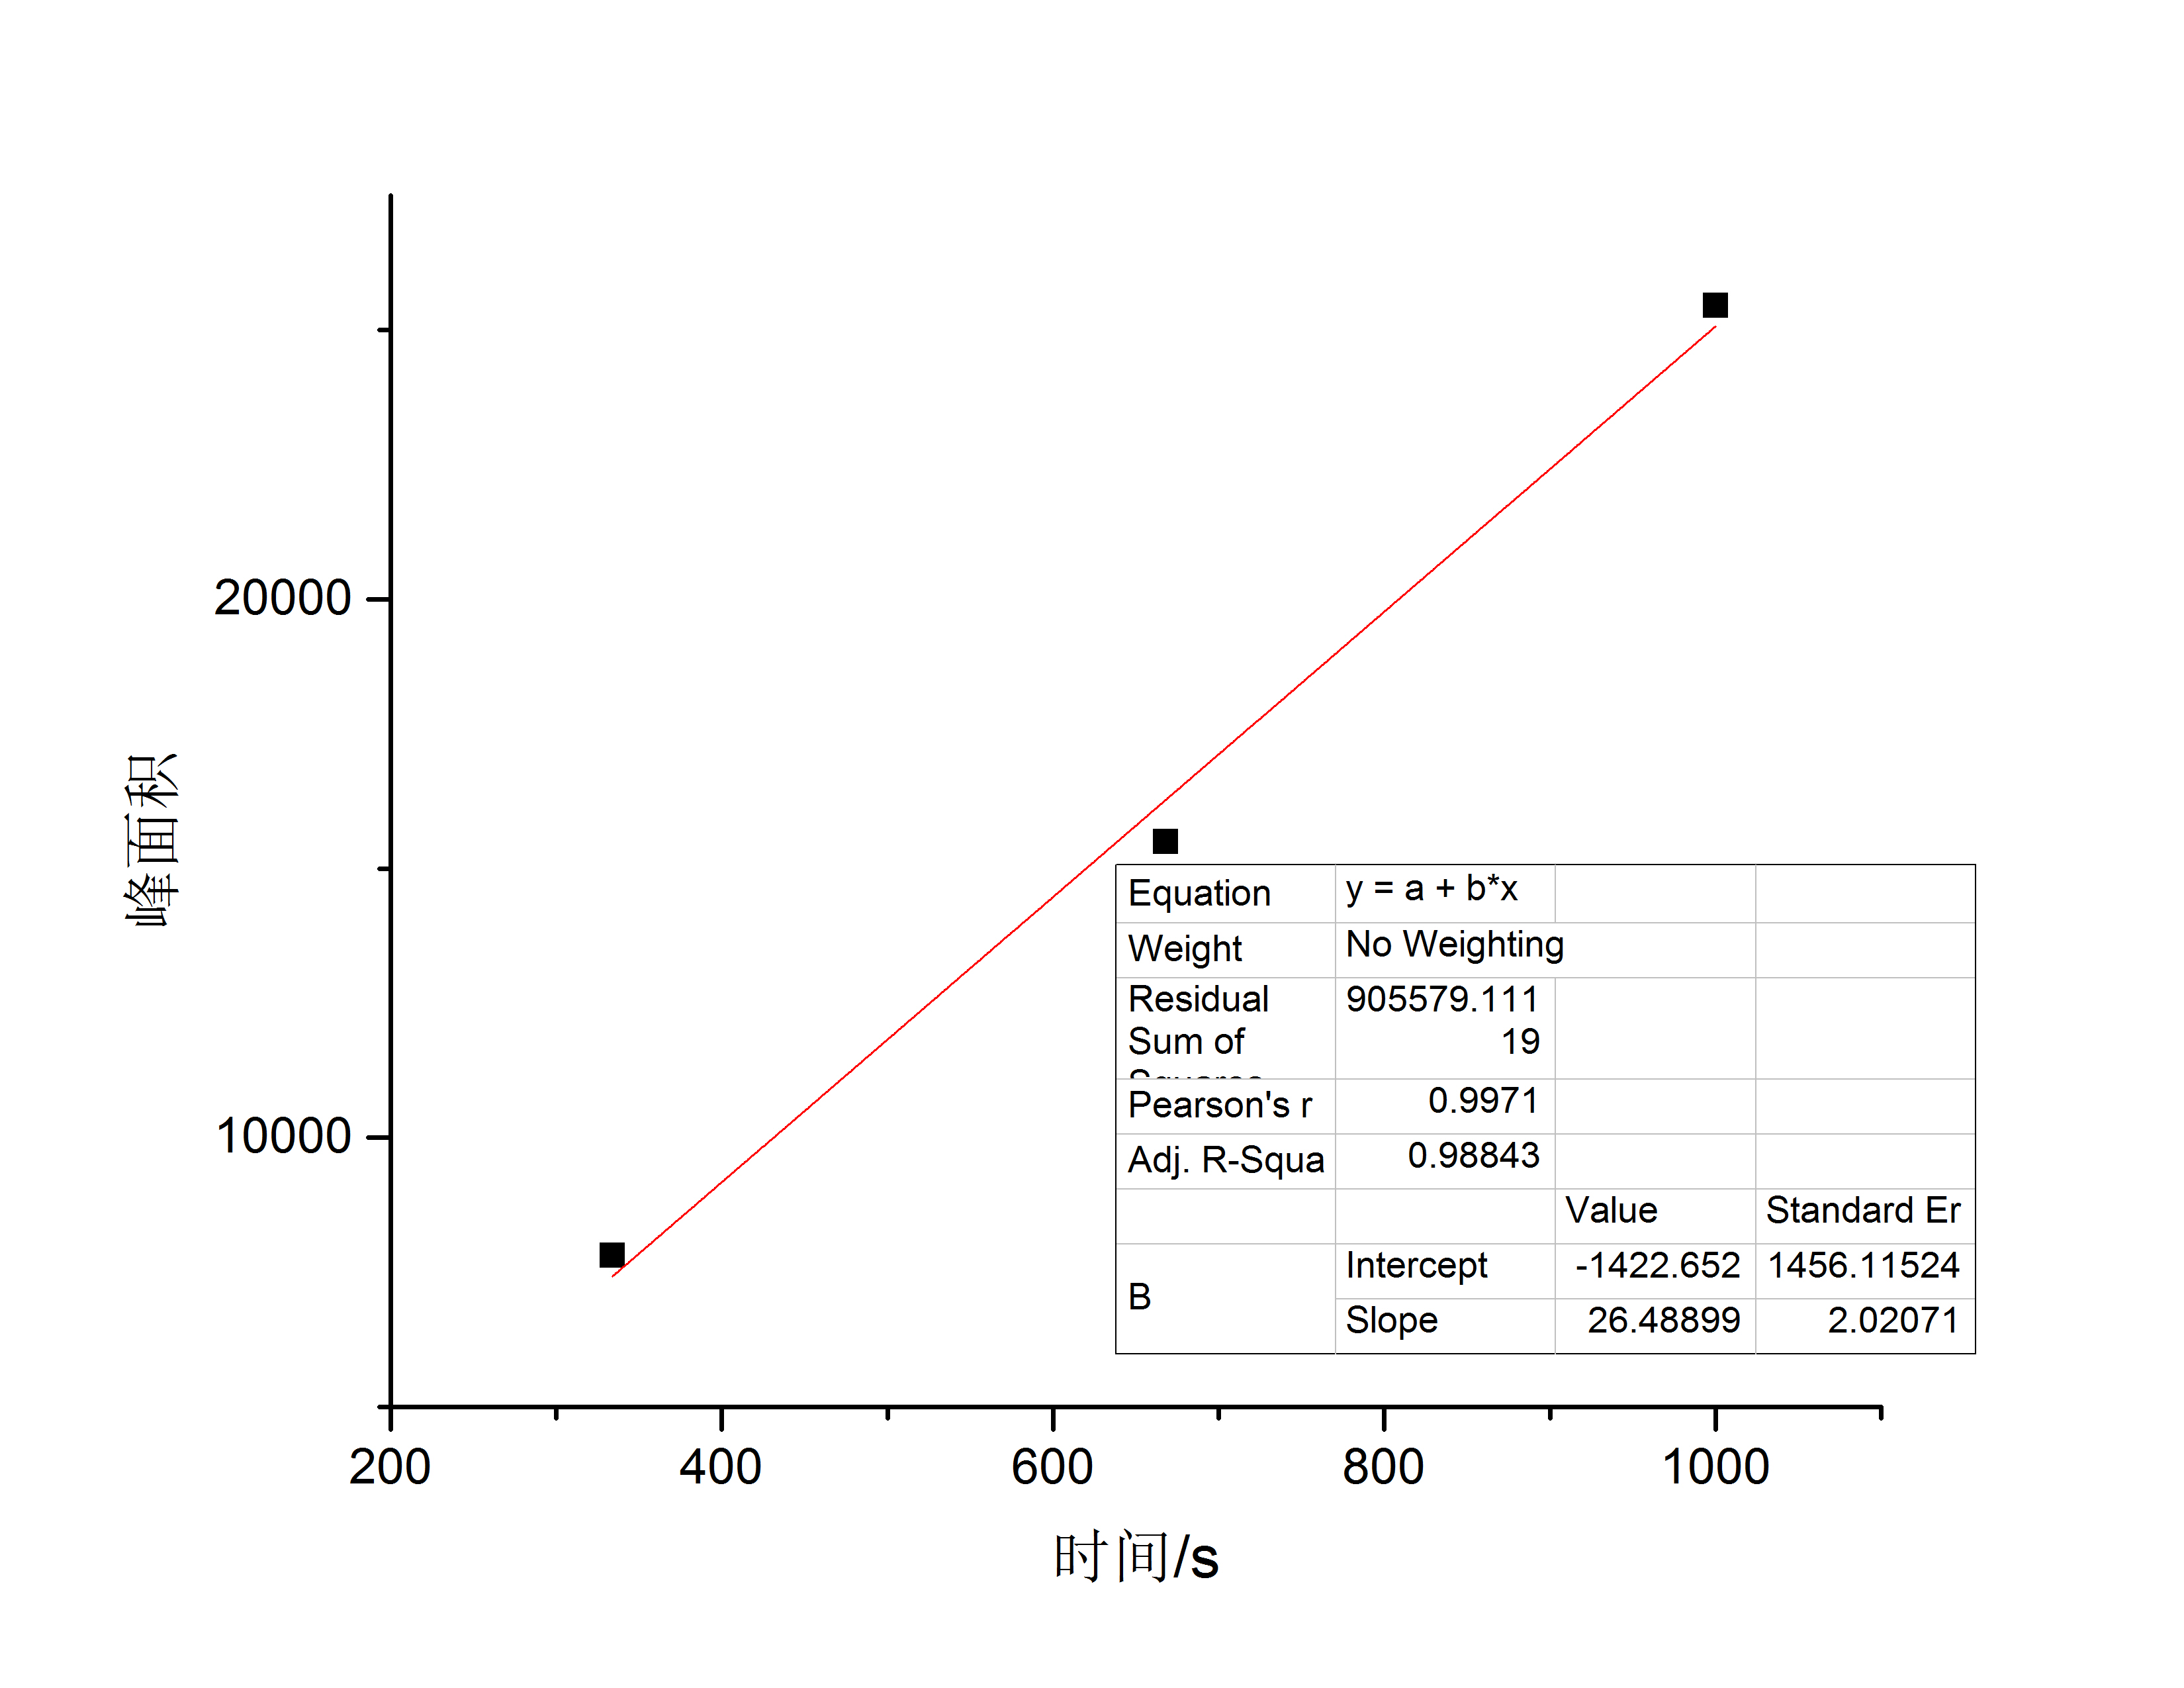 20000
10000
峰面积
200
400
600
800
1000
时间/s
Equation
y = a + b*x
Weight
No Weighting
Residual
Sum of
Squares
905579.111
19
Pearson's r
0.9971
Adj. R-Squa
0.98843
Value
Standard Er
B
Intercept
-1422.652
1456.11524
Slope
26.48899
2.02071